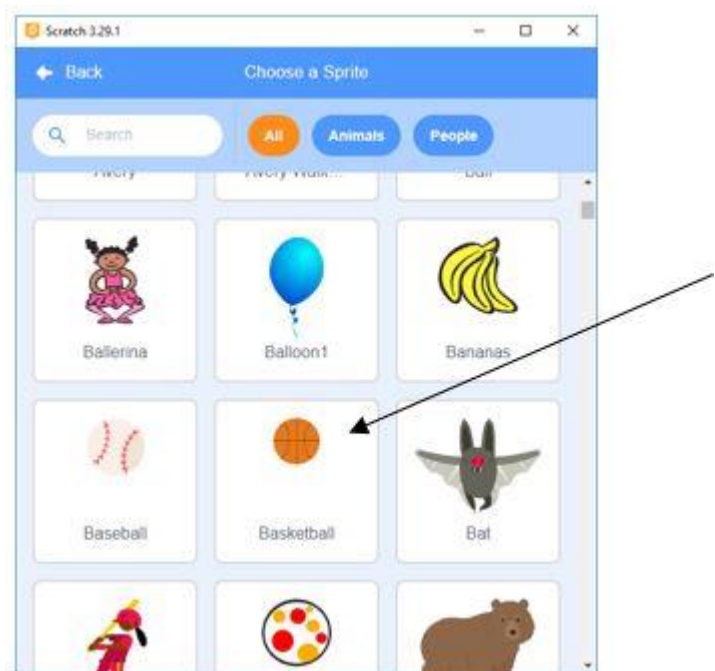 Scratch 3.29.1
Back Choose a Sprite
Search All Animals People
Ballerina Balloon1 Bananas
Baseball Basketball Bat